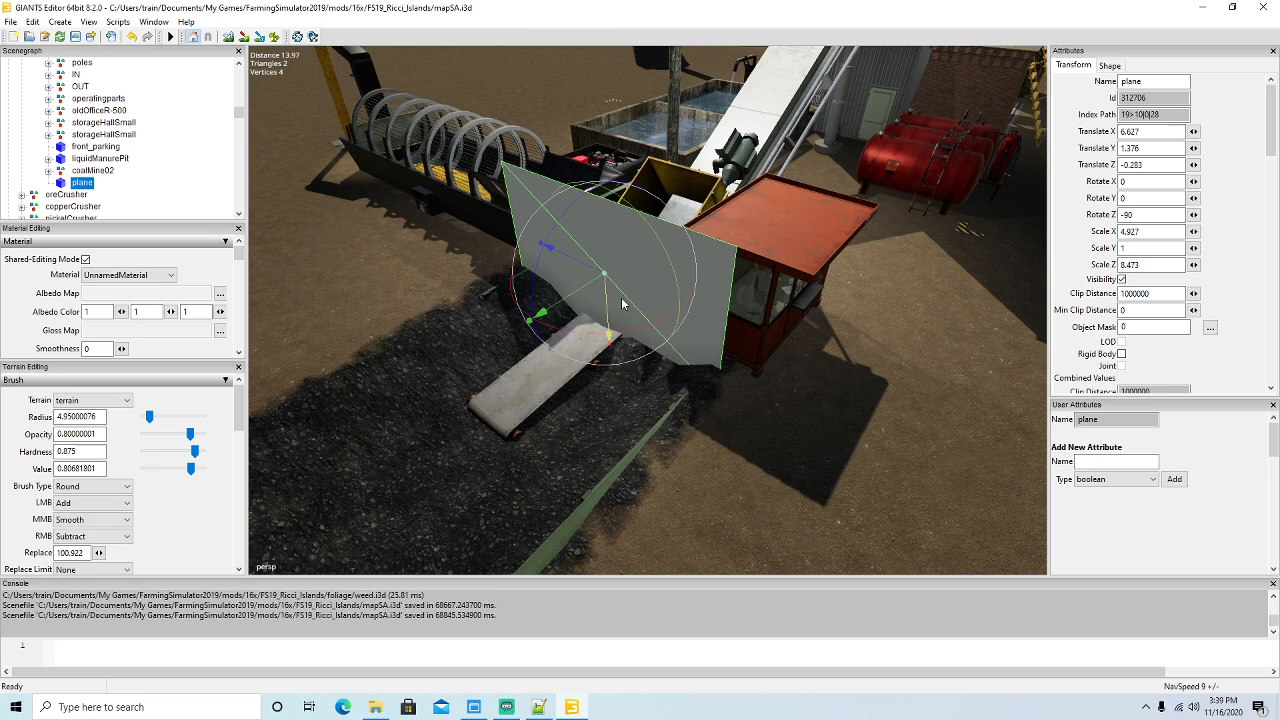 GIANTS Editor 64bit 8.2.0 - C:/Users/train/Documents/My Games/FarmingSimulator2019/mods/16x/FS19_Ricci_Islands/mapSA.i3d
File Edit Create View Scripts Window Help
Scenegraph
poles
IN
OUT
operatingparts
oldOfficeR-500
storageHallSmall
storageHallSmall
front_parking
liquidManurePit
coalMine02
plane
oreCrusher
copperCrusher
nickelCrusher
Material Editing
Material
Shared-Editing Mode
Material UnnamedMaterial
Albedo Map ...
Albedo Color 1 1 1
Gloss Map ...
Smoothness 0
Terrain Editing
Brush
Terrain terrain
Radius 4.95000076
Opacity 0.80000001
Hardness 0.875
Value 0.80681801
Brush Type Round
LMB Add
MMB Smooth
RMB Subtract
Replace 100.922
Replace Limit None
Distance 13.97
Triangles 2
Vertices 4
persp
Attributes
Transform Shape
Name plane
Id 312706
Index Path 19>10|0|28
Translate X 6.627
Translate Y 1.376
Translate Z -0.283
Rotate X 0
Rotate Y 0
Rotate Z -90
Scale X 4.927
Scale Y 1
Scale Z 8.473
Visibility
Clip Distance 1000000
Min Clip Distance 0
Object Mask 0 ...
LOD
Rigid Body
Joint
Combined Values
Clip Distance 1000000
User Attributes
Name plane
Add New Attribute
Name
Type boolean Add
Console
C:/Users/train/Documents/My Games/FarmingSimulator2019/mods/16x/FS19_Ricci_Islands/foliage/weed.i3d (25.81 ms)
Scenefile 'C:/Users/train/Documents/My Games/FarmingSimulator2019/mods/16x/FS19_Ricci_Islands/mapSA.i3d' saved in 68667.243700 ms.
Scenefile 'C:/Users/train/Documents/My Games/FarmingSimulator2019/mods/16x/FS19_Ricci_Islands/mapSA.i3d' saved in 68845.534900 ms.
1
Ready
NavSpeed 9 +/-
Type here to search
3:39 PM
11/16/2020